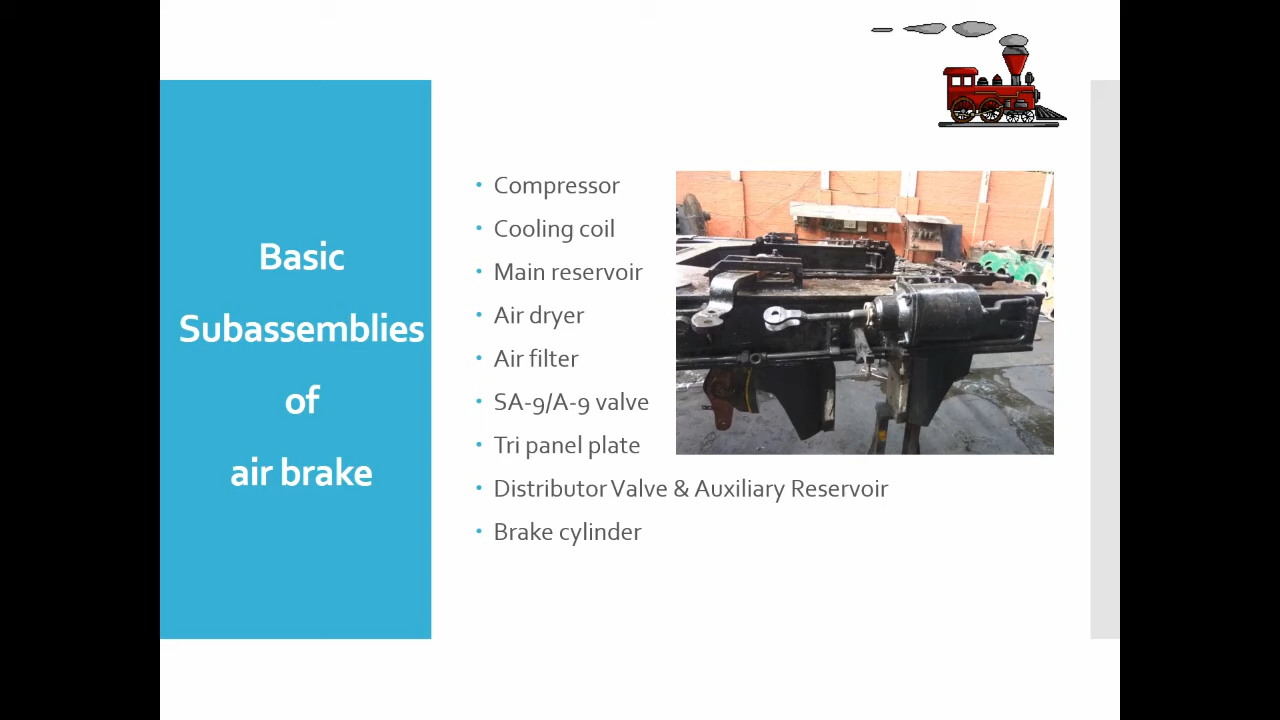 Basic
Subassemblies
of
air brake
• Compressor
• Cooling coil
• Main reservoir
• Air dryer
• Air filter
• SA-9/A-9 valve
• Tri panel plate
• Distributor Valve & Auxiliary Reservoir
• Brake cylinder